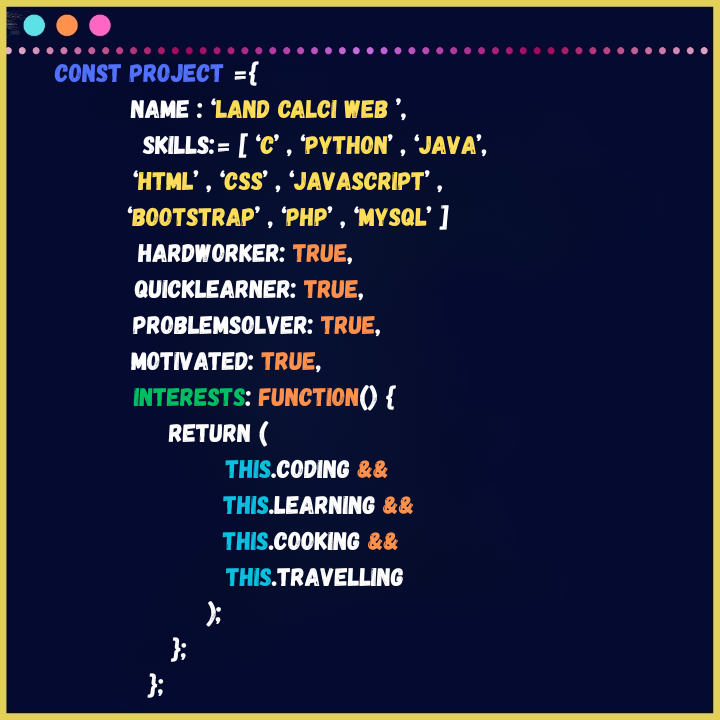 CONST PROJECT ={
NAME : ‘LAND CALCI WEB ’,
SKILLS:= [ ‘C’ , ‘PYTHON’ , ‘JAVA’,
‘HTML’ , ‘CSS’ , ‘JAVASCRIPT’ ,
‘BOOTSTRAP’ , ‘PHP’ , ‘MYSQL’ ]
HARDWORKER: TRUE,
QUICKLEARNER: TRUE,
PROBLEMSOLVER: TRUE,
MOTIVATED: TRUE,
INTERESTS: FUNCTION() {
RETURN (
THIS.CODING &&
THIS.LEARNING &&
THIS.COOKING &&
THIS.TRAVELLING
);
};
};